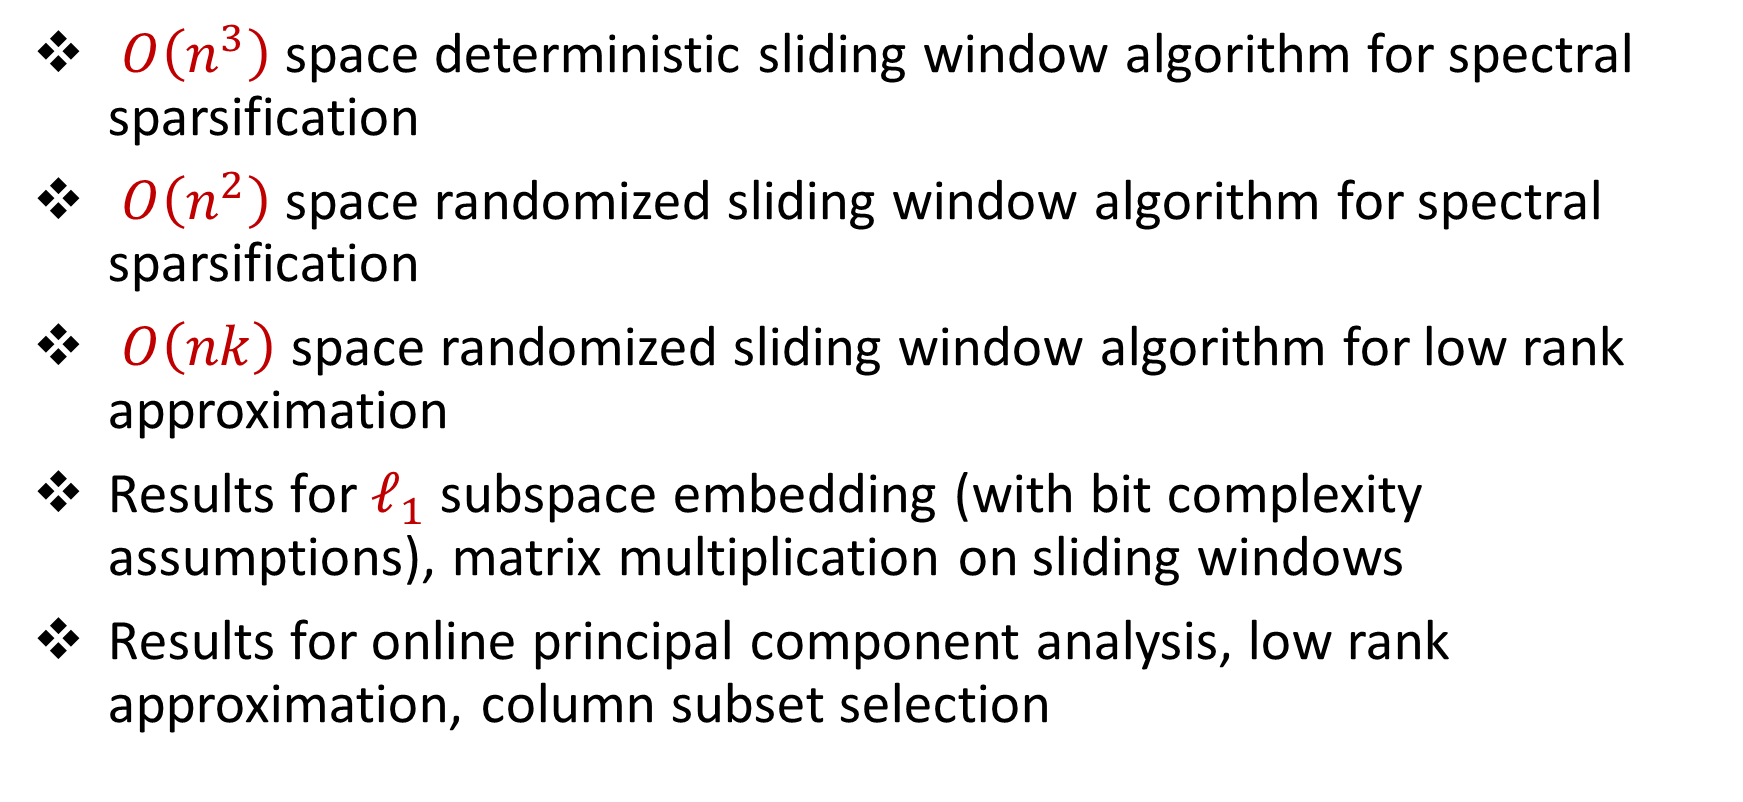 ❖ O(n³) space deterministic sliding window algorithm for spectral
sparsification
❖ O(n²) space randomized sliding window algorithm for spectral
sparsification
❖ O(nk) space randomized sliding window algorithm for low rank
approximation
❖ Results for ℓ₁ subspace embedding (with bit complexity
assumptions), matrix multiplication on sliding windows
❖ Results for online principal component analysis, low rank
approximation, column subset selection